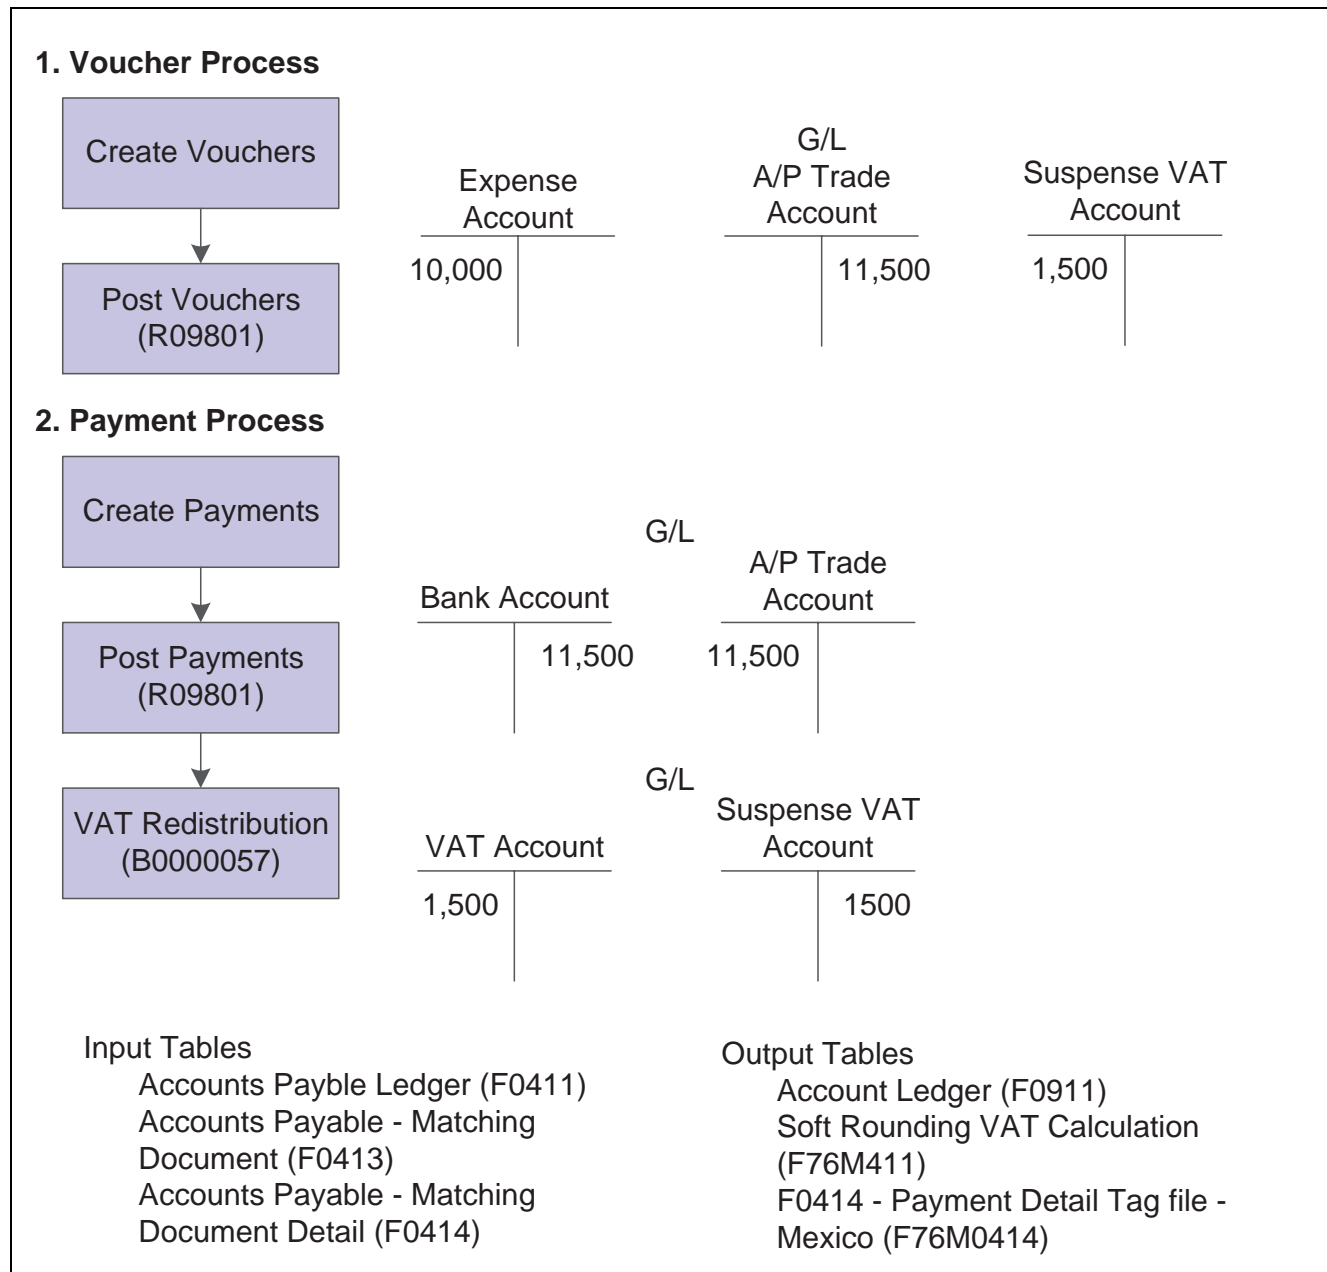 1. Voucher Process
Create Vouchers
Post Vouchers
(R09801)
Expense
Account
10,000
G/L
A/P Trade
Account
11,500
Suspense VAT
Account
1,500
2. Payment Process
Create Payments
Post Payments
(R09801)
VAT Redistribution
(B0000057)
G/L
Bank Account
11,500
A/P Trade
Account
11,500
G/L
VAT Account
1,500
Suspense VAT
Account
1500
Input Tables
Accounts Payble Ledger (F0411)
Accounts Payable - Matching
Document (F0413)
Accounts Payable - Matching
Document Detail (F0414)
Output Tables
Account Ledger (F0911)
Soft Rounding VAT Calculation
(F76M411)
F0414 - Payment Detail Tag file -
Mexico (F76M0414)